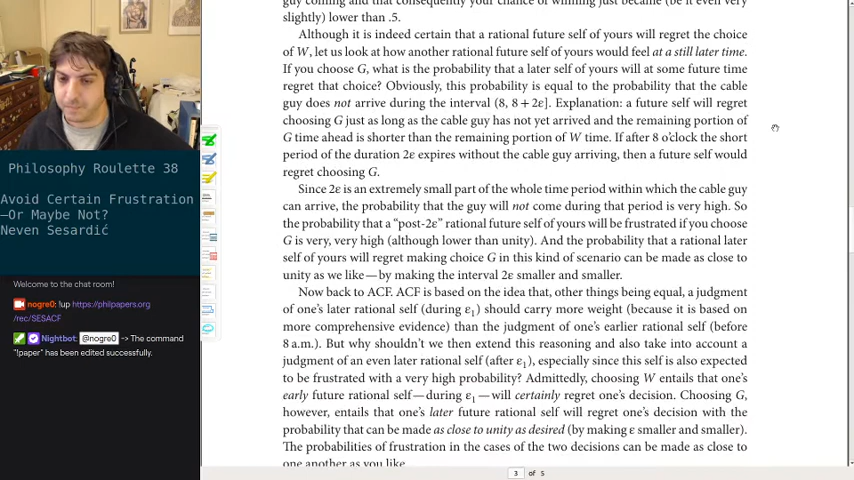 guy coming and that consequently your chance of winning just became (be it even very
slightly) lower than .5.
Although it is indeed certain that a rational future self of yours will regret the choice
of W, let us look at how another rational future self of yours would feel at a still later time.
If you choose G, what is the probability that a later self of yours will at some future time
regret that choice? Obviously, this probability is equal to the probability that the cable
guy does not arrive during the interval (8, 8 + 2ε]. Explanation: a future self will regret
choosing G just as long as the cable guy has not yet arrived and the remaining portion of
G time ahead is shorter than the remaining portion of W time. If after 8 o'clock the short
period of the duration 2ε expires without the cable guy arriving, then a future self would
regret choosing G.
Since 2ε is an extremely small part of the whole time period within which the cable guy
can arrive, the probability that the guy will not come during that period is very high. So
the probability that a “post-2ε” rational future self of yours will be frustrated if you choose
G is very, very high (although lower than unity). And the probability that a rational later
self of yours will regret making choice G in this kind of scenario can be made as close to
unity as we like—by making the interval 2ε smaller and smaller.
Now back to ACF. ACF is based on the idea that, other things being equal, a judgment
of one's later rational self (during ε1) should carry more weight (because it is based on
more comprehensive evidence) than the judgment of one's earlier rational self (before
8 a.m.). But why shouldn't we then extend this reasoning and also take into account a
judgment of an even later rational self (after ε1), especially since this self is also expected
to be frustrated with a very high probability? Admittedly, choosing W entails that one's
early future rational self—during ε1—will certainly regret one's decision. Choosing G,
however, entails that one's later future rational self will regret one's decision with the
probability that can be made as close to unity as desired (by making ε smaller and smaller).
The probabilities of frustration in the cases of the two decisions can be made as close to
one another as you like.
3 of 5
Philosophy Roulette 38
Avoid Certain Frustration
—Or Maybe Not?
Neven Sesardić
Welcome to the chat room!
nogre0: !up https://philpapers.org
/rec/SESACF
Nightbot: @nogre0 -> The command
"!paper" has been edited successfully.